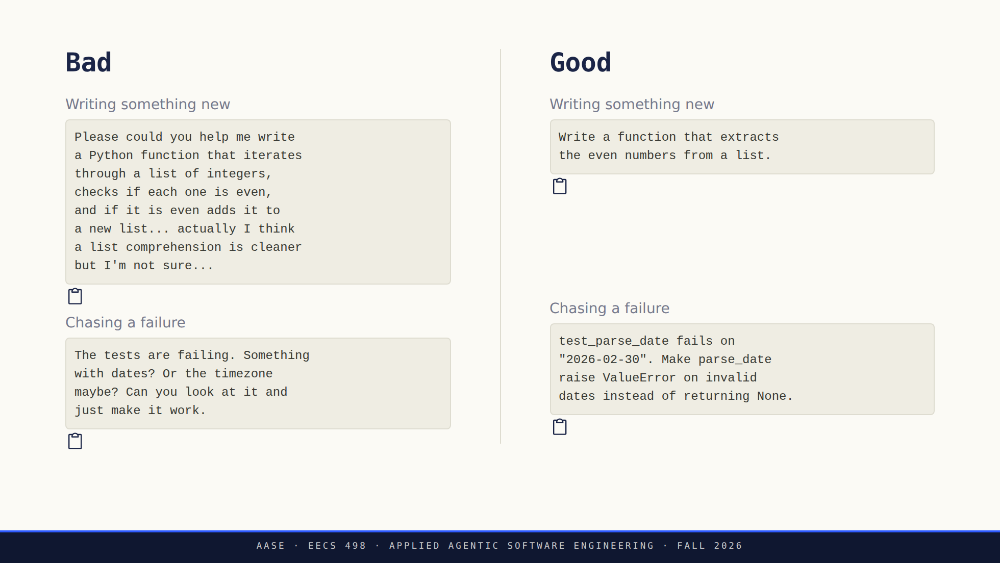 Bad
Writing something new
Please could you help me write
a Python function that iterates
through a list of integers,
checks if each one is even,
and if it is even adds it to
a new list... actually I think
a list comprehension is cleaner
but I'm not sure...
Chasing a failure
The tests are failing. Something
with dates? Or the timezone
maybe? Can you look at it and
just make it work.
Good
Writing something new
Write a function that extracts
the even numbers from a list.
Chasing a failure
test_parse_date fails on
"2026-02-30". Make parse_date
raise ValueError on invalid
dates instead of returning None.
AASE · EECS 498 · APPLIED AGENTIC SOFTWARE ENGINEERING · FALL 2026